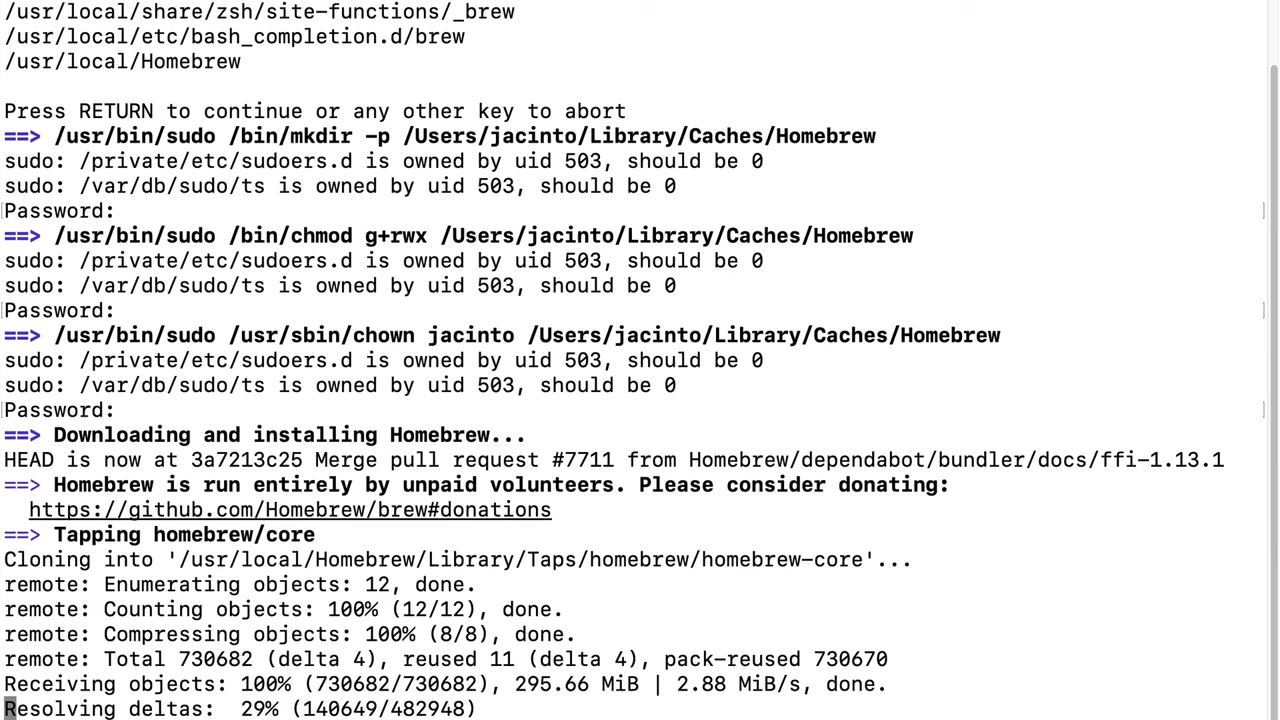 /usr/local/share/zsh/site-functions/_brew
/usr/local/etc/bash_completion.d/brew
/usr/local/Homebrew
Press RETURN to continue or any other key to abort
==> /usr/bin/sudo /bin/mkdir -p /Users/jacinto/Library/Caches/Homebrew
sudo: /private/etc/sudoers.d is owned by uid 503, should be 0
sudo: /var/db/sudo/ts is owned by uid 503, should be 0
Password:
==> /usr/bin/sudo /bin/chmod g+rwx /Users/jacinto/Library/Caches/Homebrew
sudo: /private/etc/sudoers.d is owned by uid 503, should be 0
sudo: /var/db/sudo/ts is owned by uid 503, should be 0
Password:
==> /usr/bin/sudo /usr/sbin/chown jacinto /Users/jacinto/Library/Caches/Homebrew
sudo: /private/etc/sudoers.d is owned by uid 503, should be 0
sudo: /var/db/sudo/ts is owned by uid 503, should be 0
Password:
==> Downloading and installing Homebrew...
HEAD is now at 3a7213c25 Merge pull request #7711 from Homebrew/dependabot/bundler/docs/ffi-1.13.1
==> Homebrew is run entirely by unpaid volunteers. Please consider donating:
https://github.com/Homebrew/brew#donations
==> Tapping homebrew/core
Cloning into '/usr/local/Homebrew/Library/Taps/homebrew/homebrew-core'...
remote: Enumerating objects: 12, done.
remote: Counting objects: 100% (12/12), done.
remote: Compressing objects: 100% (8/8), done.
remote: Total 730682 (delta 4), reused 11 (delta 4), pack-reused 730670
Receiving objects: 100% (730682/730682), 295.66 MiB | 2.88 MiB/s, done.
Resolving deltas:  29% (140649/482948)